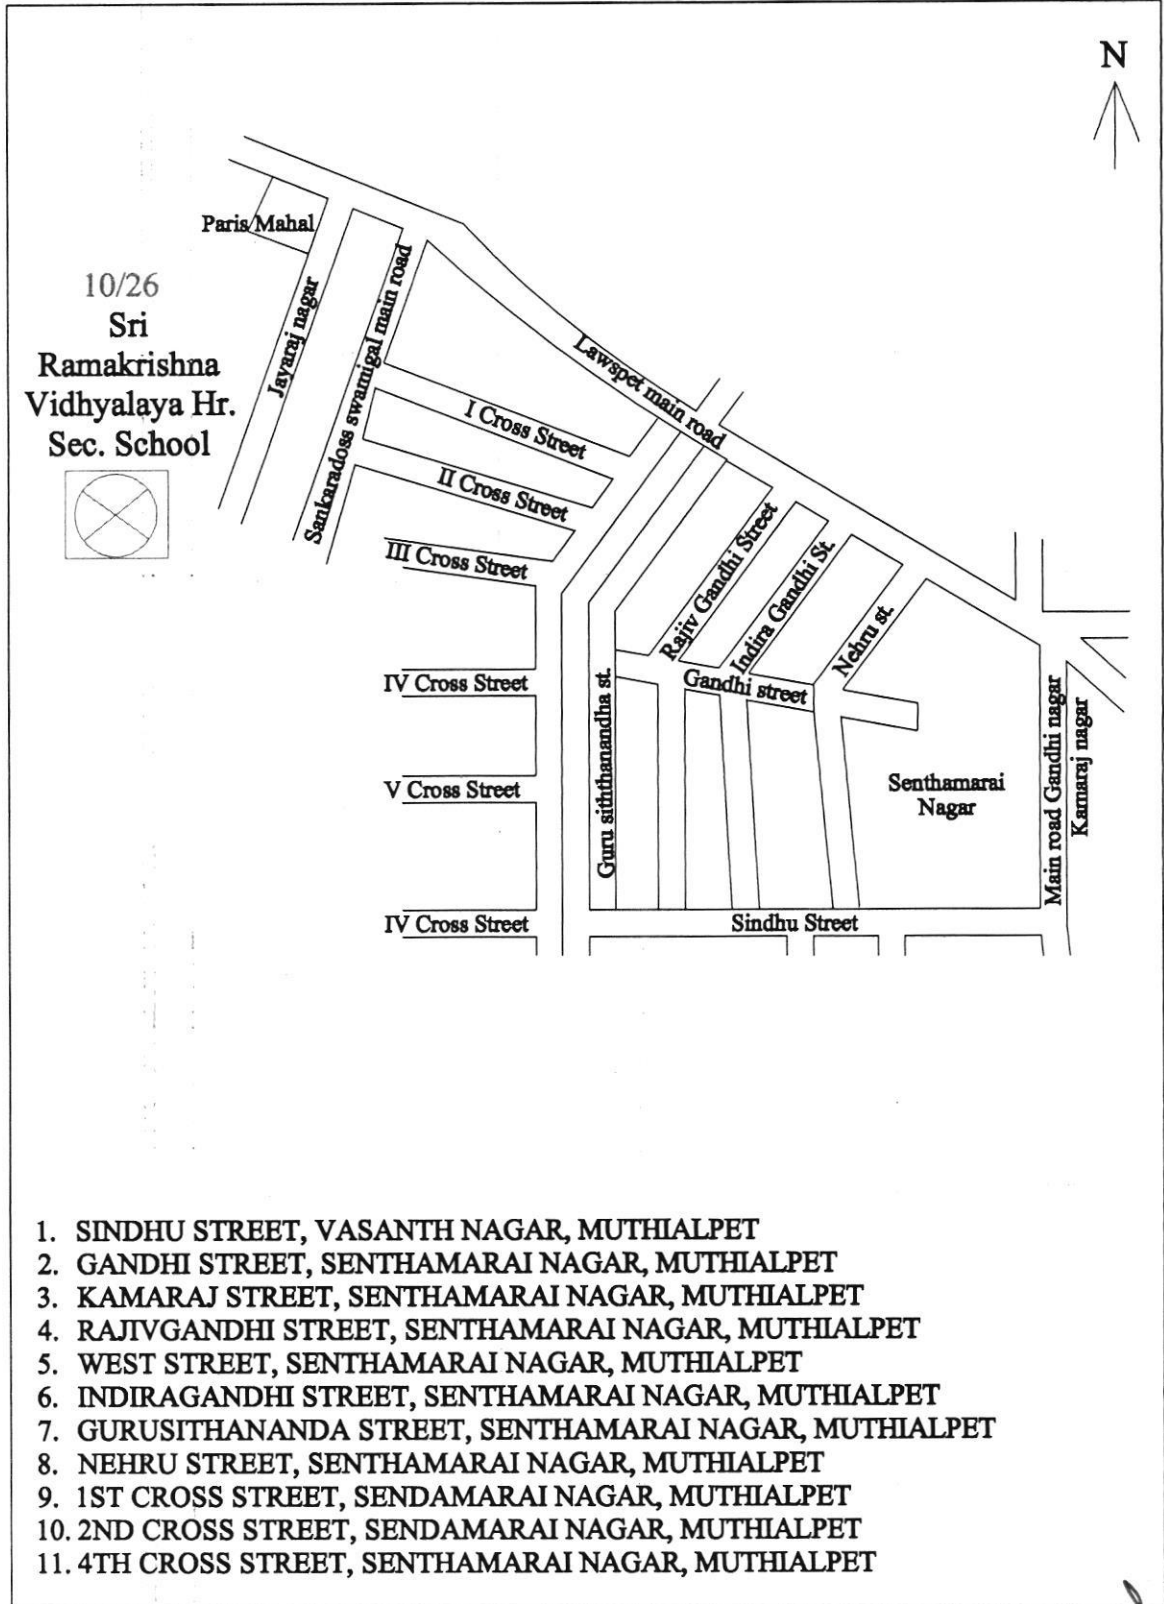 N
Paris Mahal
10/26
Sri
Ramakrishna
Vidhyalaya Hr.
Sec. School
Jayaraj nagar
Sankaradoss swamigal main road
Lawspet main road
I Cross Street
II Cross Street
III Cross Street
IV Cross Street
V Cross Street
IV Cross Street
Guru siththanandha st.
Rajiv Gandhi Street
Indira Gandhi St.
Nehru st.
Gandhi street
Senthamarai
Nagar
Main road Gandhi nagar
Kamaraj nagar
Sindhu Street
1. SINDHU STREET, VASANTH NAGAR, MUTHIALPET
2. GANDHI STREET, SENTHAMARAI NAGAR, MUTHIALPET
3. KAMARAJ STREET, SENTHAMARAI NAGAR, MUTHIALPET
4. RAJIVGANDHI STREET, SENTHAMARAI NAGAR, MUTHIALPET
5. WEST STREET, SENTHAMARAI NAGAR, MUTHIALPET
6. INDIRAGANDHI STREET, SENTHAMARAI NAGAR, MUTHIALPET
7. GURUSITHANANDA STREET, SENTHAMARAI NAGAR, MUTHIALPET
8. NEHRU STREET, SENTHAMARAI NAGAR, MUTHIALPET
9. 1ST CROSS STREET, SENDAMARAI NAGAR, MUTHIALPET
10. 2ND CROSS STREET, SENDAMARAI NAGAR, MUTHIALPET
11. 4TH CROSS STREET, SENTHAMARAI NAGAR, MUTHIALPET